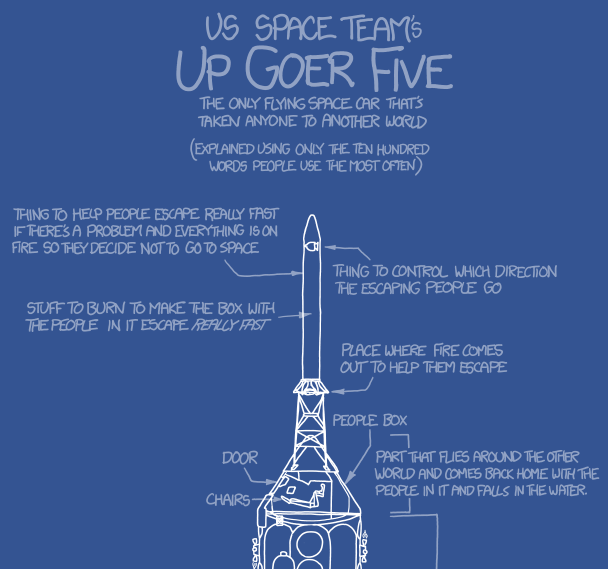 US SPACE TEAM'S
UP GOER FIVE
THE ONLY FLYING SPACE CAR THAT'S
TAKEN ANYONE TO ANOTHER WORLD
(EXPLAINED USING ONLY THE TEN HUNDRED
WORDS PEOPLE USE THE MOST OFTEN)
THING TO HELP PEOPLE ESCAPE REALLY FAST
IF THERE'S A PROBLEM AND EVERYTHING IS ON
FIRE SO THEY DECIDE NOT TO GO TO SPACE
THING TO CONTROL WHICH DIRECTION
THE ESCAPING PEOPLE GO
STUFF TO BURN TO MAKE THE BOX WITH
THE PEOPLE IN IT ESCAPE REALLY FAST
PLACE WHERE FIRE COMES
OUT TO HELP THEM ESCAPE
PEOPLE BOX
DOOR
CHAIRS
PART THAT FLIES AROUND THE OTHER
WORLD AND COMES BACK HOME WITH THE
PEOPLE IN IT AND FALLS IN THE WATER.